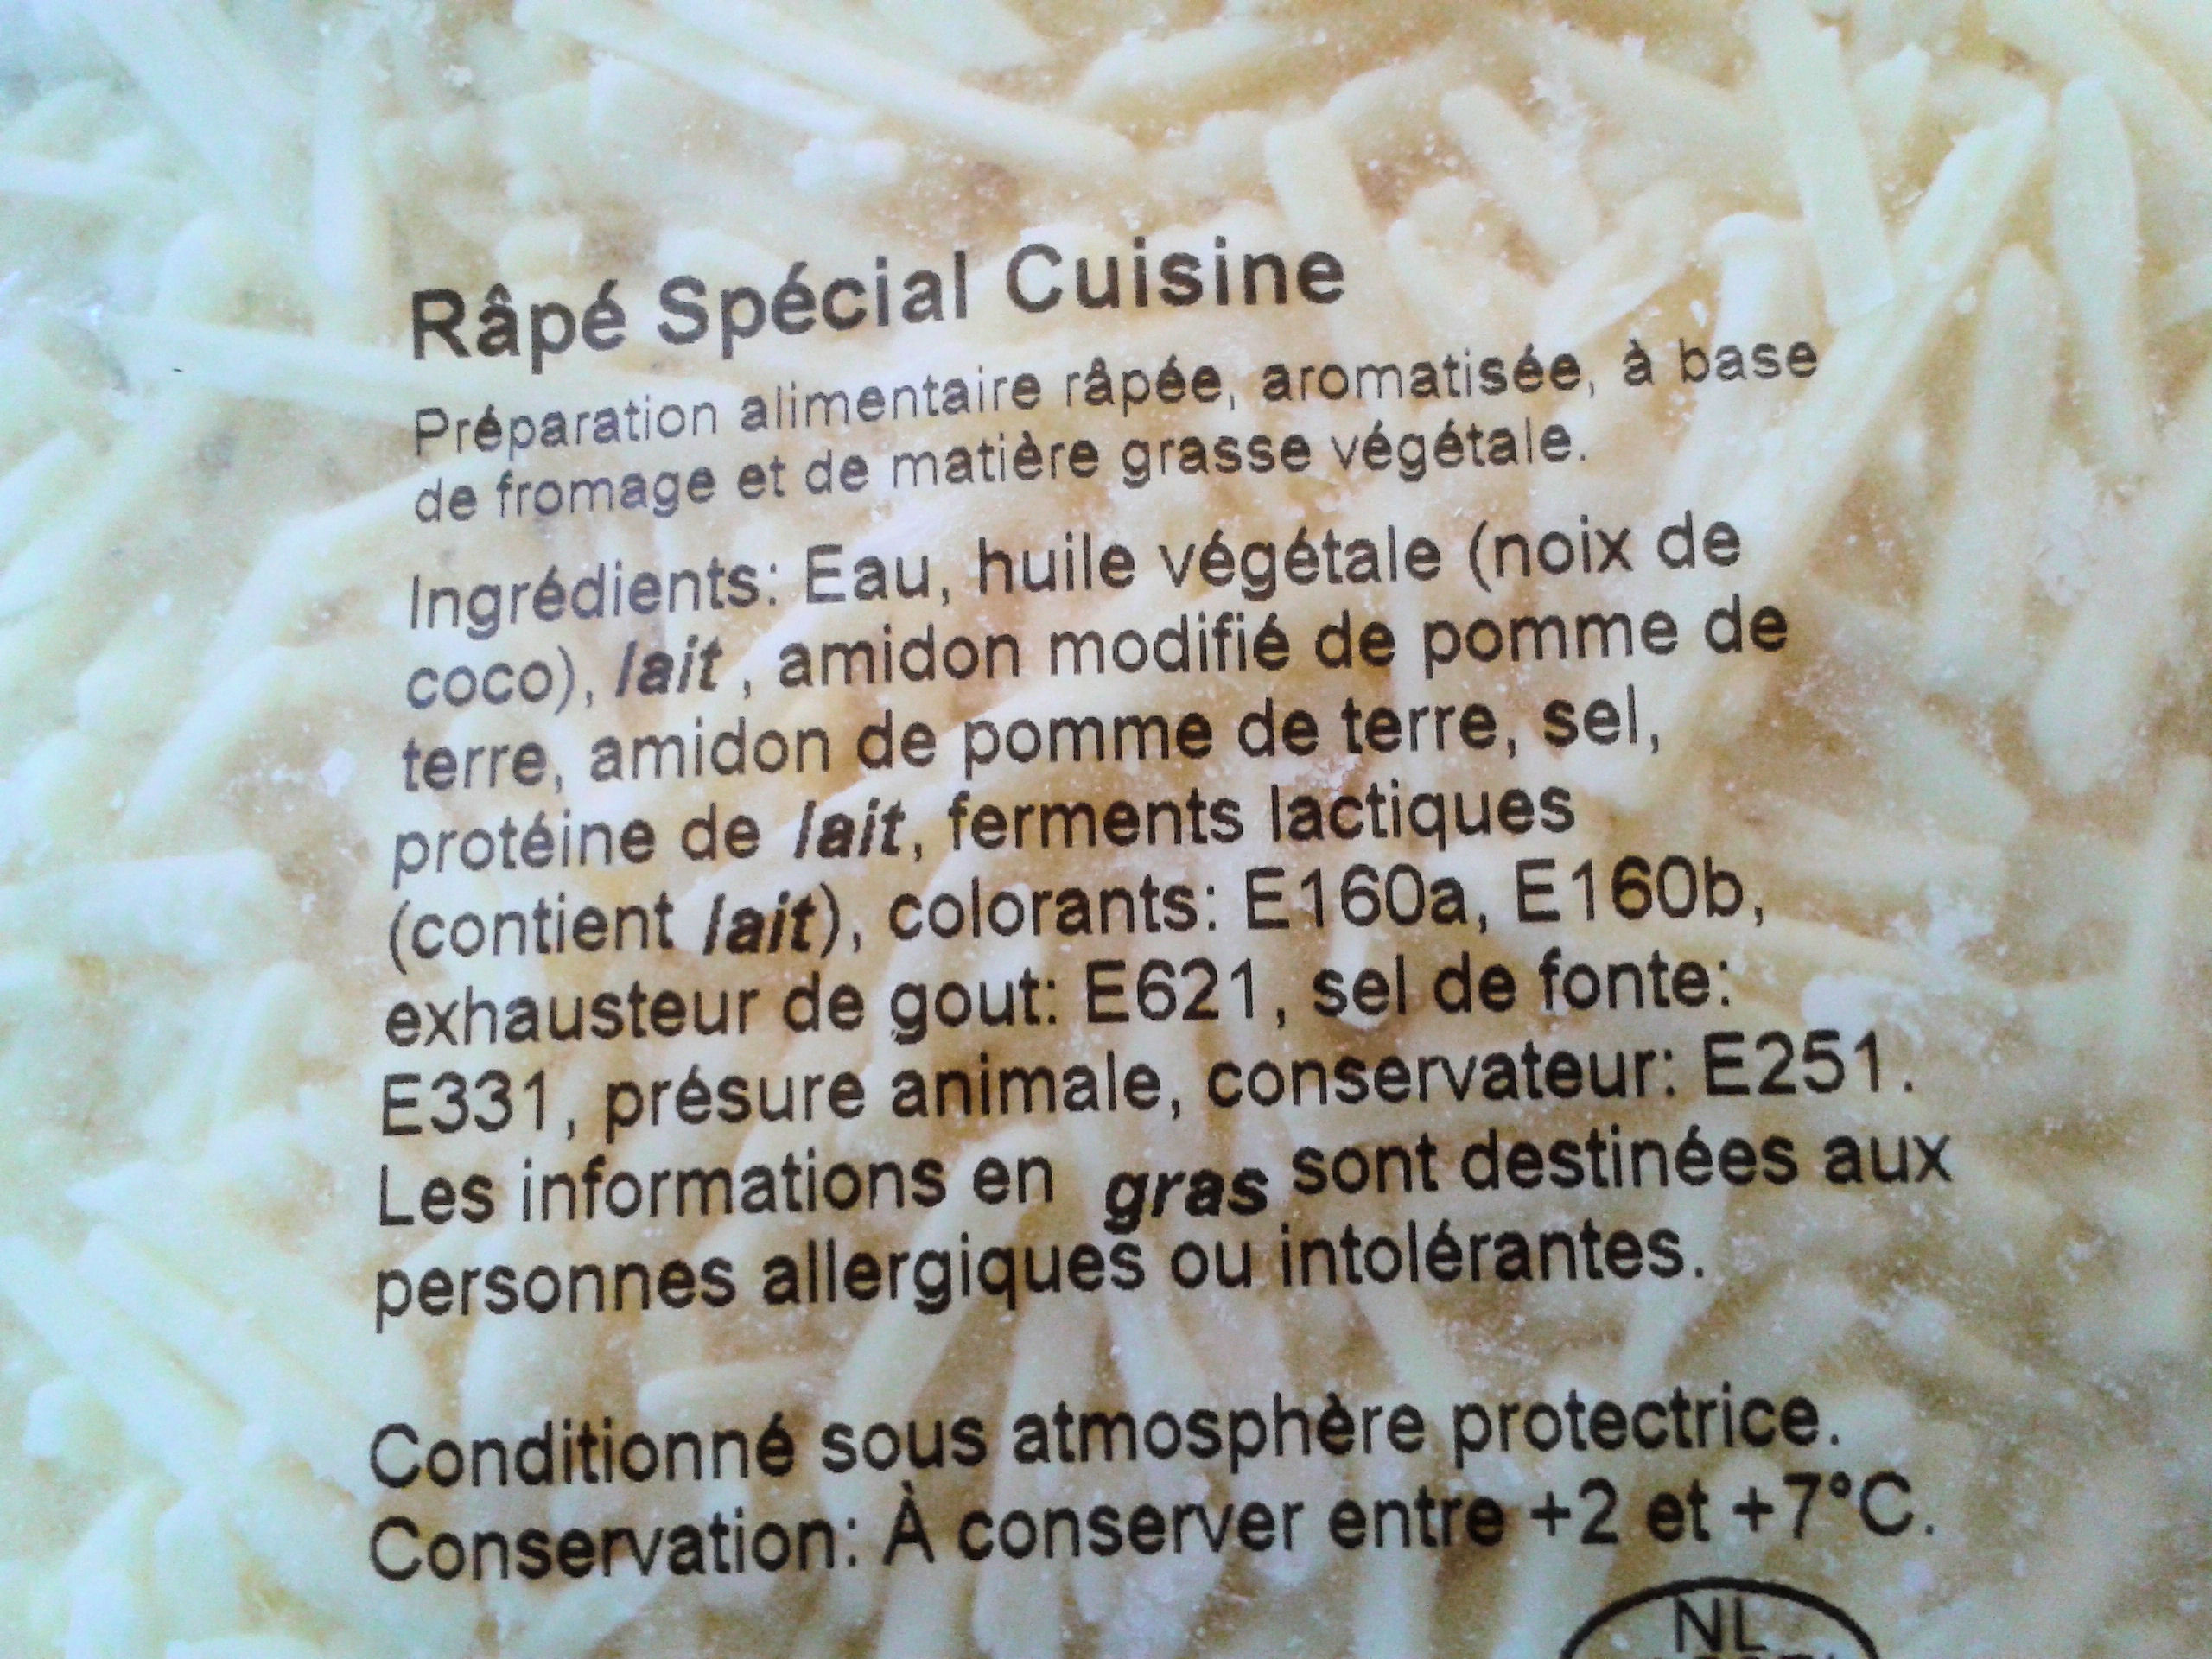 Râpé Spécial Cuisine
Préparation alimentaire râpée, aromatisée, à base
de fromage et de matière grasse végétale.
Ingrédients: Eau, huile végétale (noix de
coco), lait , amidon modifié de pomme de
terre, amidon de pomme de terre, sel,
protéine de lait, ferments lactiques
(contient lait), colorants: E160a, E160b,
exhausteur de gout: E621, sel de fonte:
E331, présure animale, conservateur: E251.
Les informations en gras sont destinées aux
personnes allergiques ou intolérantes.
Conditionné sous atmosphère protectrice.
Conservation: À conserver entre +2 et +7°C.
NL